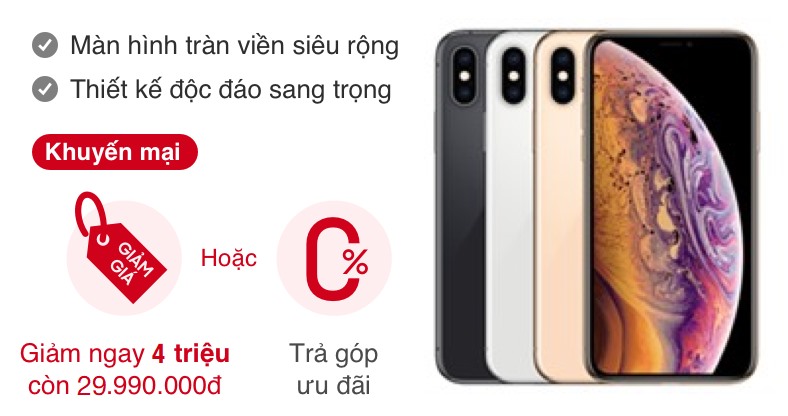 Màn hình tràn viền siêu rộng
Thiết kế độc đáo sang trọng
Khuyến mại
GIẢM
GIÁ
Hoặc
0%
Giảm ngay 4 triệu
còn 29.990.000đ
Trả góp
ưu đãi